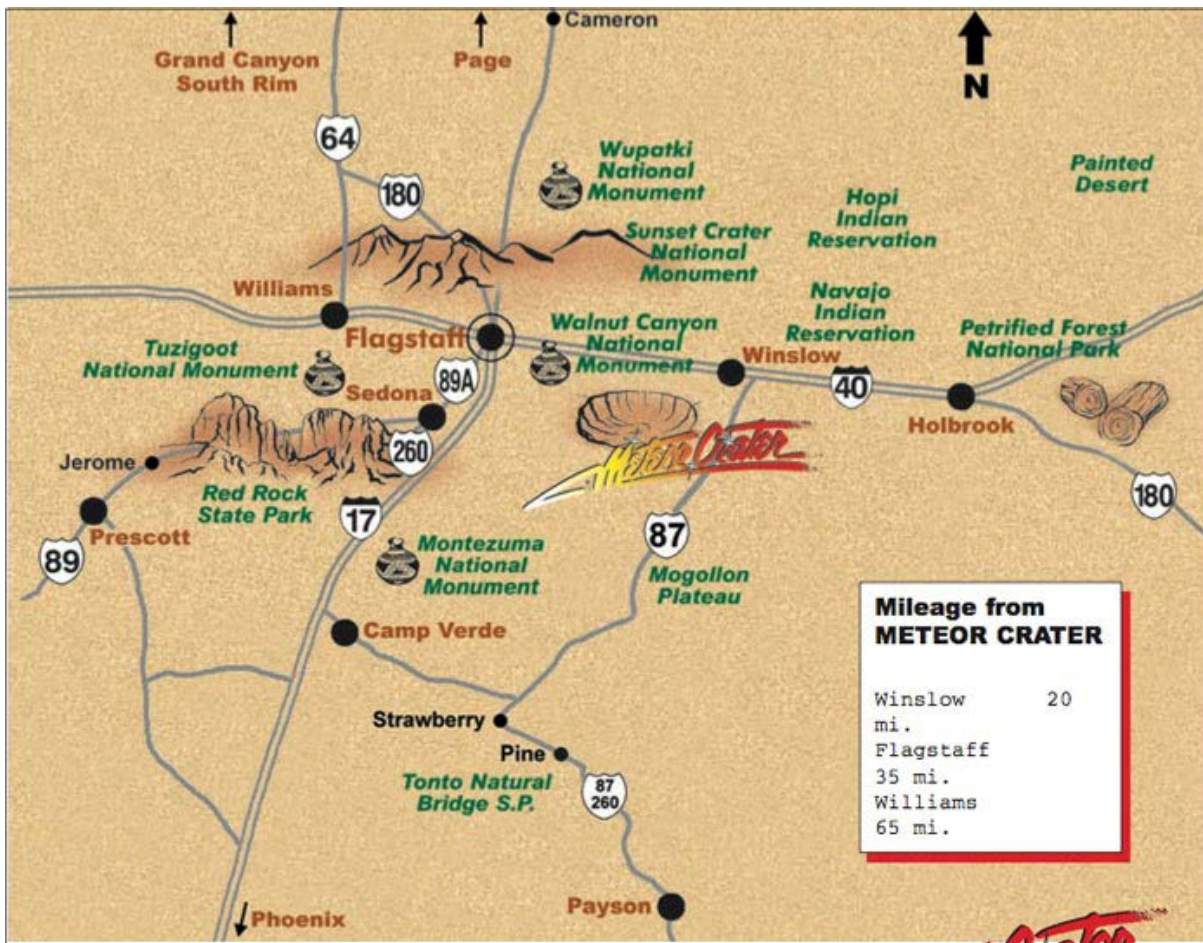 Cameron
Grand Canyon
South Rim
Page
N
64
180
Wupatki
National
Monument
Painted
Desert
Hopi
Indian
Reservation
Sunset Crater
National
Monument
Williams
Flagstaff
Walnut Canyon
National
Monument
Navajo
Indian
Reservation
Petrified Forest
National Park
Tuzigoot
National Monument
89A
Winslow
40
Sedona
Holbrook
260
METEOR Crater
Jerome
Red Rock
State Park
Prescott
17
180
89
87
Montezuma
National
Monument
Mogollon
Plateau
Camp Verde
Mileage from
METEOR CRATER
Winslow 20
mi.
Flagstaff
35 mi.
Williams
65 mi.
Strawberry
Pine
Tonto Natural
Bridge S.P.
87
260
Payson
Phoenix